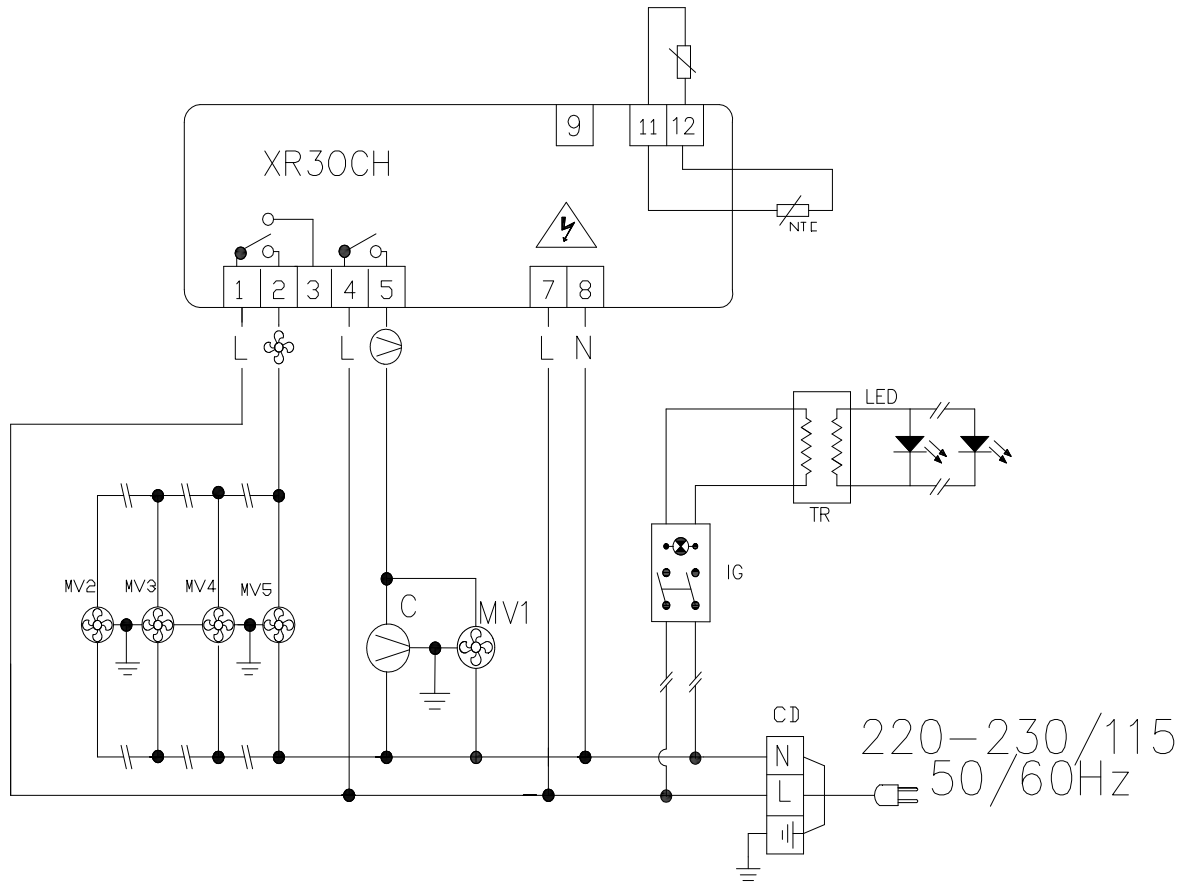 11 12
9
XR30CH
NTC
1 2 3 4 5
7 8
L L
L N
LED
TR
IG
MV2 MV3 MV4 MV5
C MV1
CD
N
L
220-230/115
50/60Hz